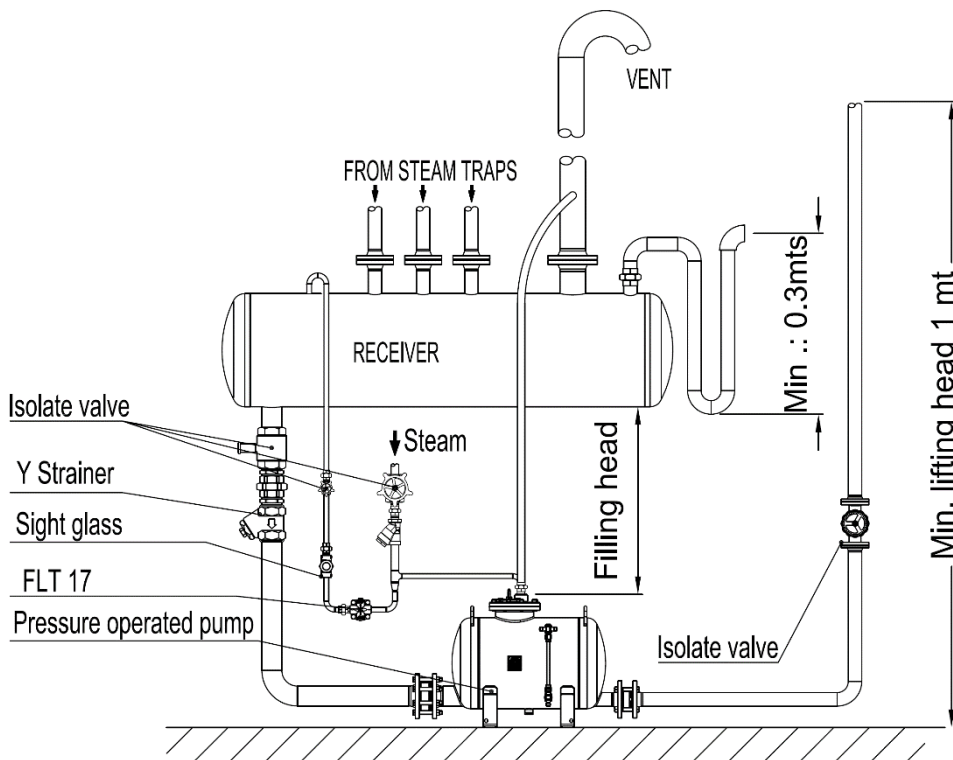 VENT
FROM STEAM TRAPS
RECEIVER
Isolate valve
Steam
Y Strainer
Sight glass
FLT 17
Pressure operated pump
Filling head
Min .: 0.3mts
Isolate valve
Min. lifting head 1 mt